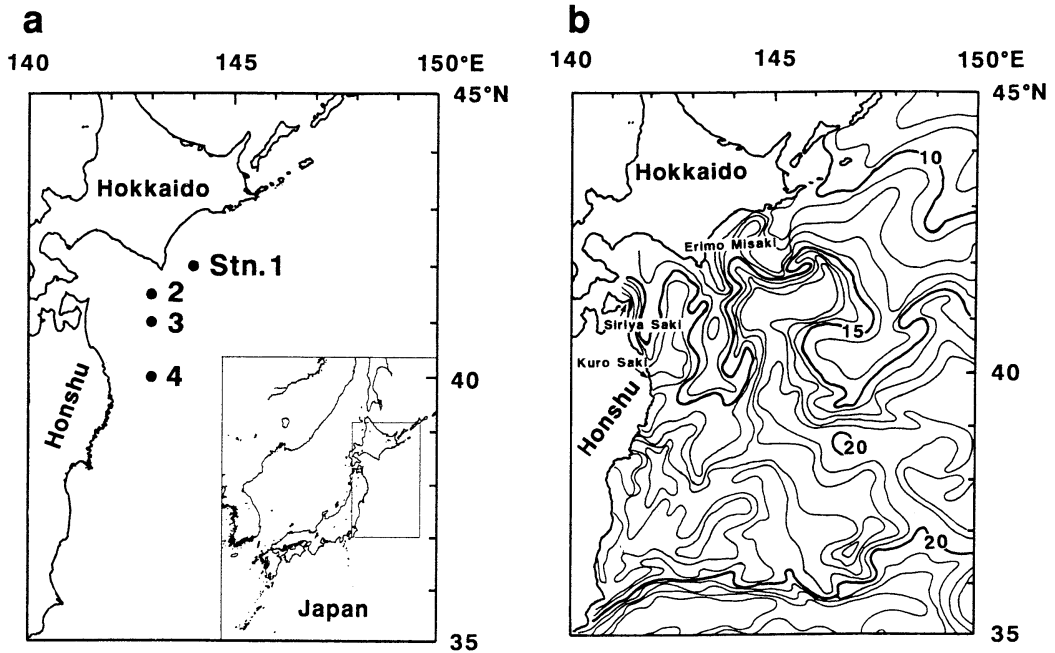 a
140 145 150°E
45°N
Hokkaido
Stn.1
2
3
4
40
Honshu
Japan
35
b
140 145 150°E
45°N
10
Hokkaido
Erimo Misaki
Siriya Saki
15
Kuro Saki
40
Honshu
20
20
35